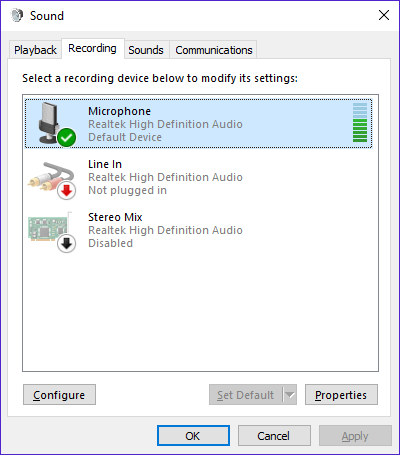 Sound
Playback Recording Sounds Communications
Select a recording device below to modify its settings:
Microphone
Realtek High Definition Audio
Default Device
Line In
Realtek High Definition Audio
Not plugged in
Stereo Mix
Realtek High Definition Audio
Disabled
Configure Set Default Properties
OK Cancel Apply